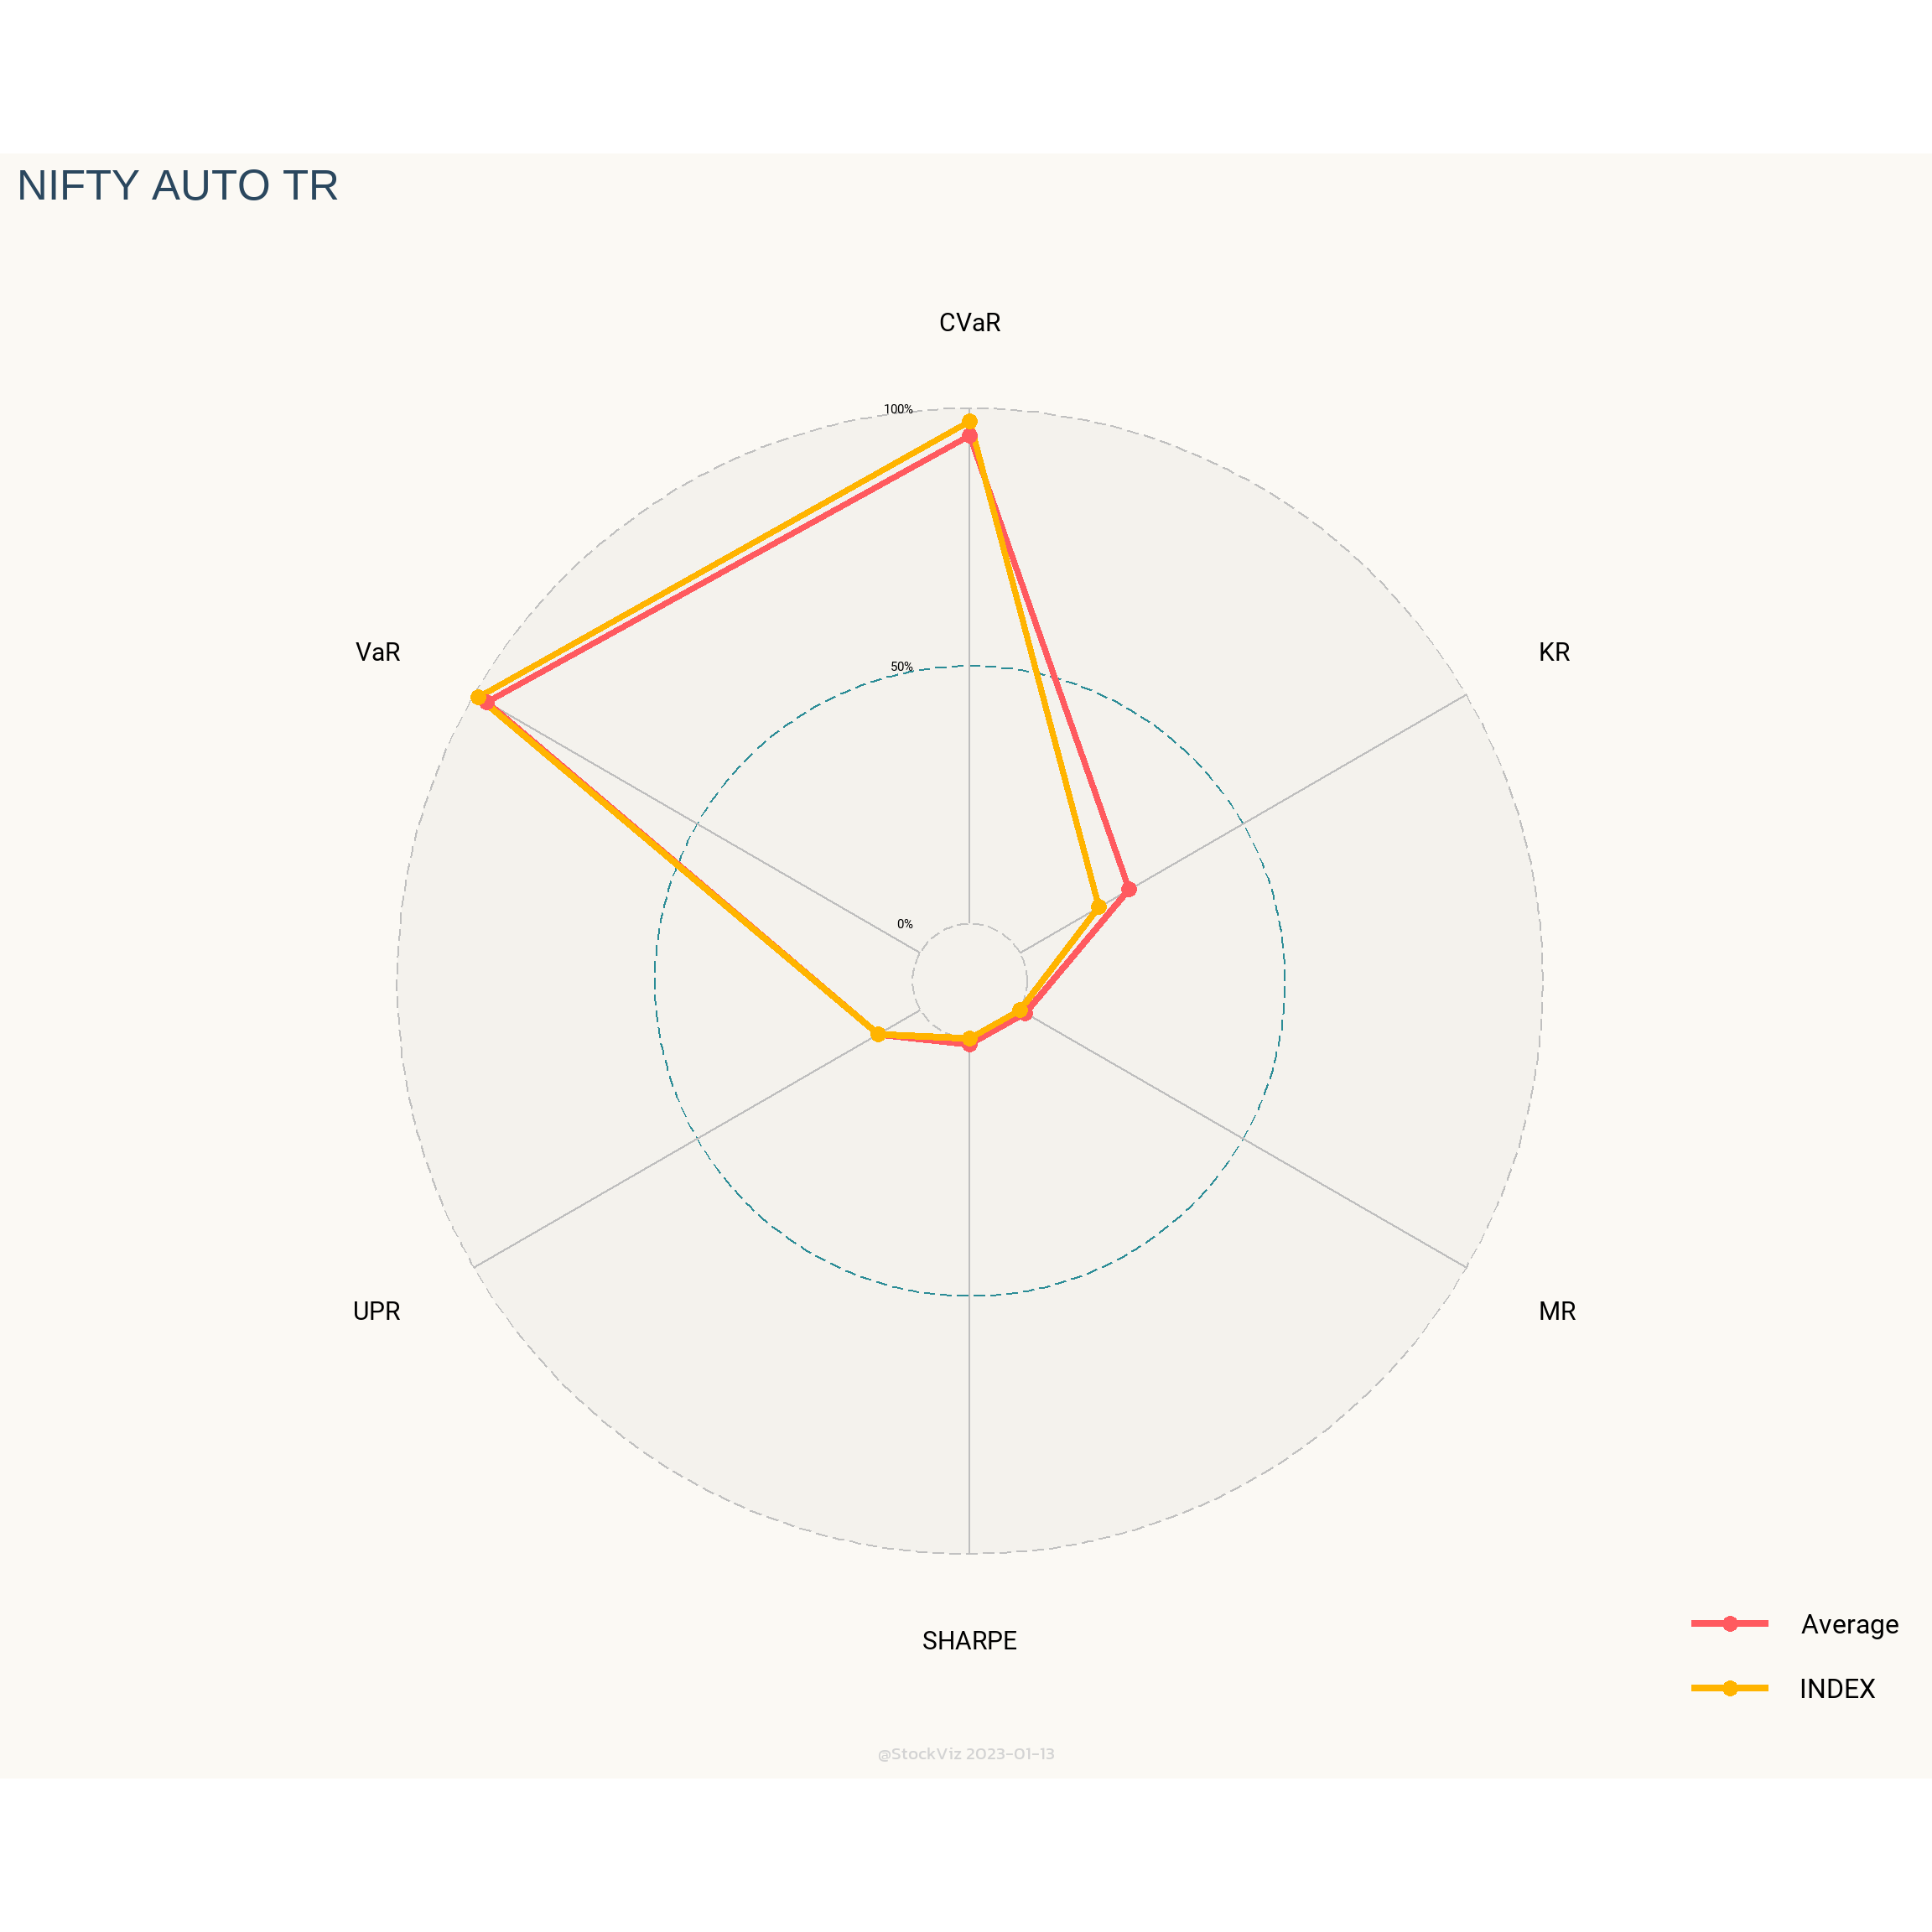 NIFTY AUTO TR
CVaR
100%
KR
VaR
50%
0%
UPR
MR
SHARPE
Average
INDEX
@StockViz 2023-01-13